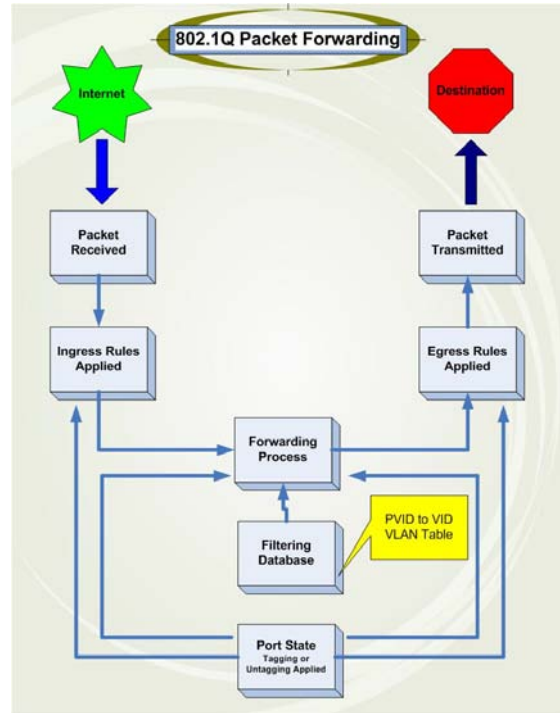 802.1Q Packet Forwarding
Internet
Destination
Packet
Received
Packet
Transmitted
Ingress Rules
Applied
Egress Rules
Applied
Forwarding
Process
PVID to VID
VLAN Table
Filtering
Database
Port State
Tagging or
Untagging Applied